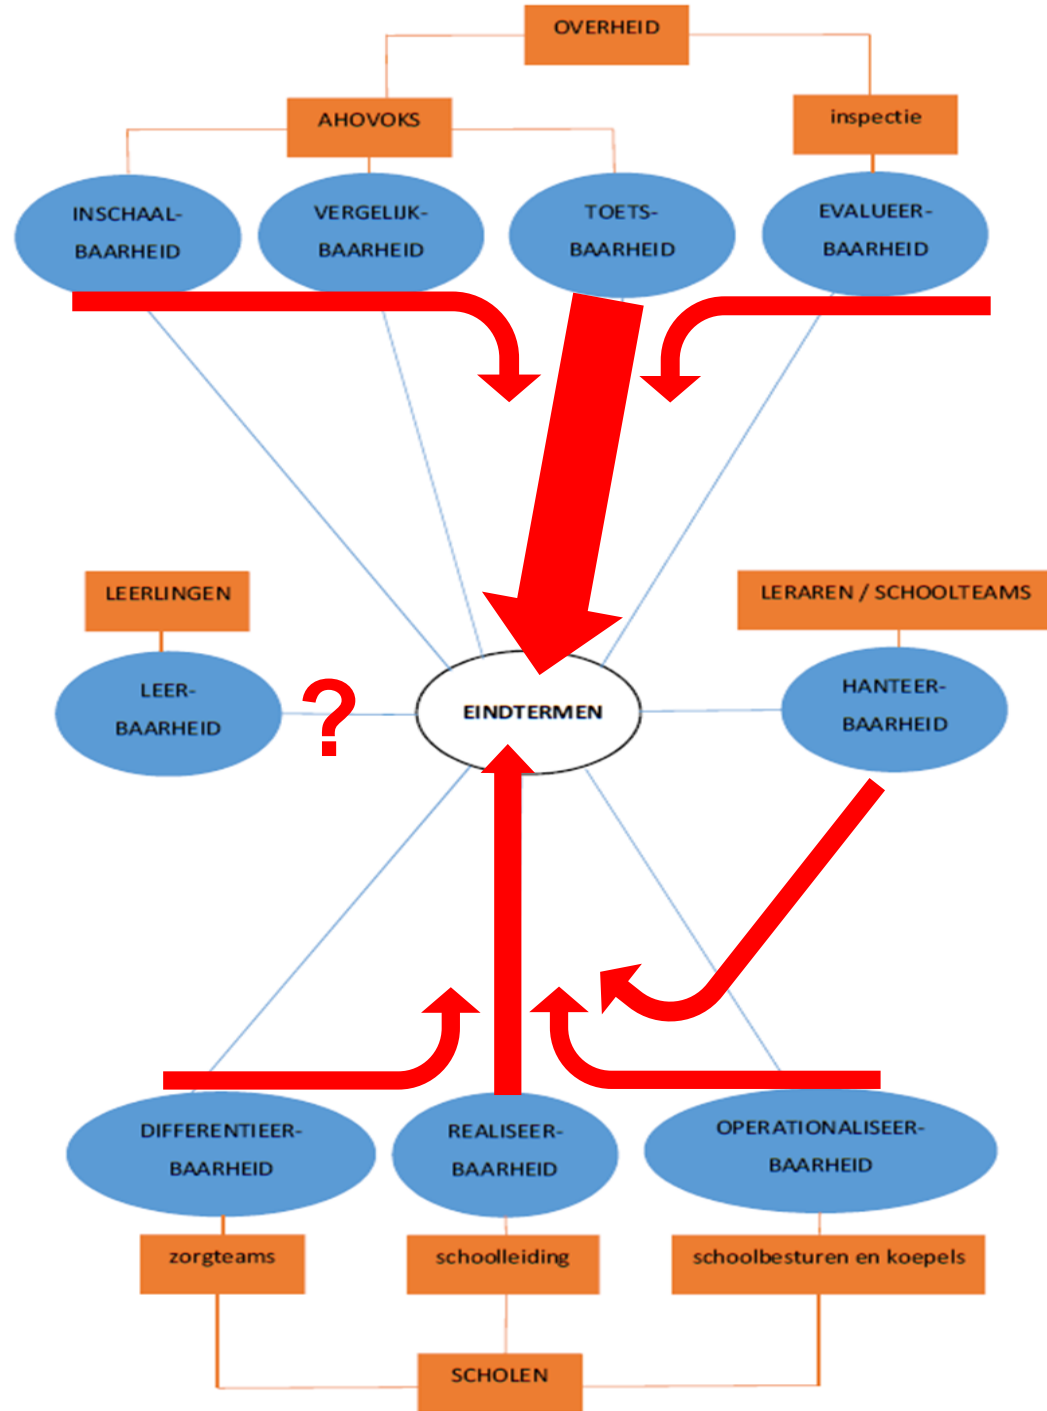 OVERHEID
AHOVOKS
inspectie
INSCHAAL-
BAARHEID
VERGELIJK-
BAARHEID
TOETS-
BAARHEID
EVALUEER-
BAARHEID
LEERLINGEN
LERAREN / SCHOOLTEAMS
LEER-
BAARHEID
?
EINDTERMEN
HANTEER-
BAARHEID
DIFFERENTIEER-
BAARHEID
REALISEER-
BAARHEID
OPERATIONALISEER-
BAARHEID
zorgteams
schoolleiding
schoolbesturen en koepels
SCHOLEN